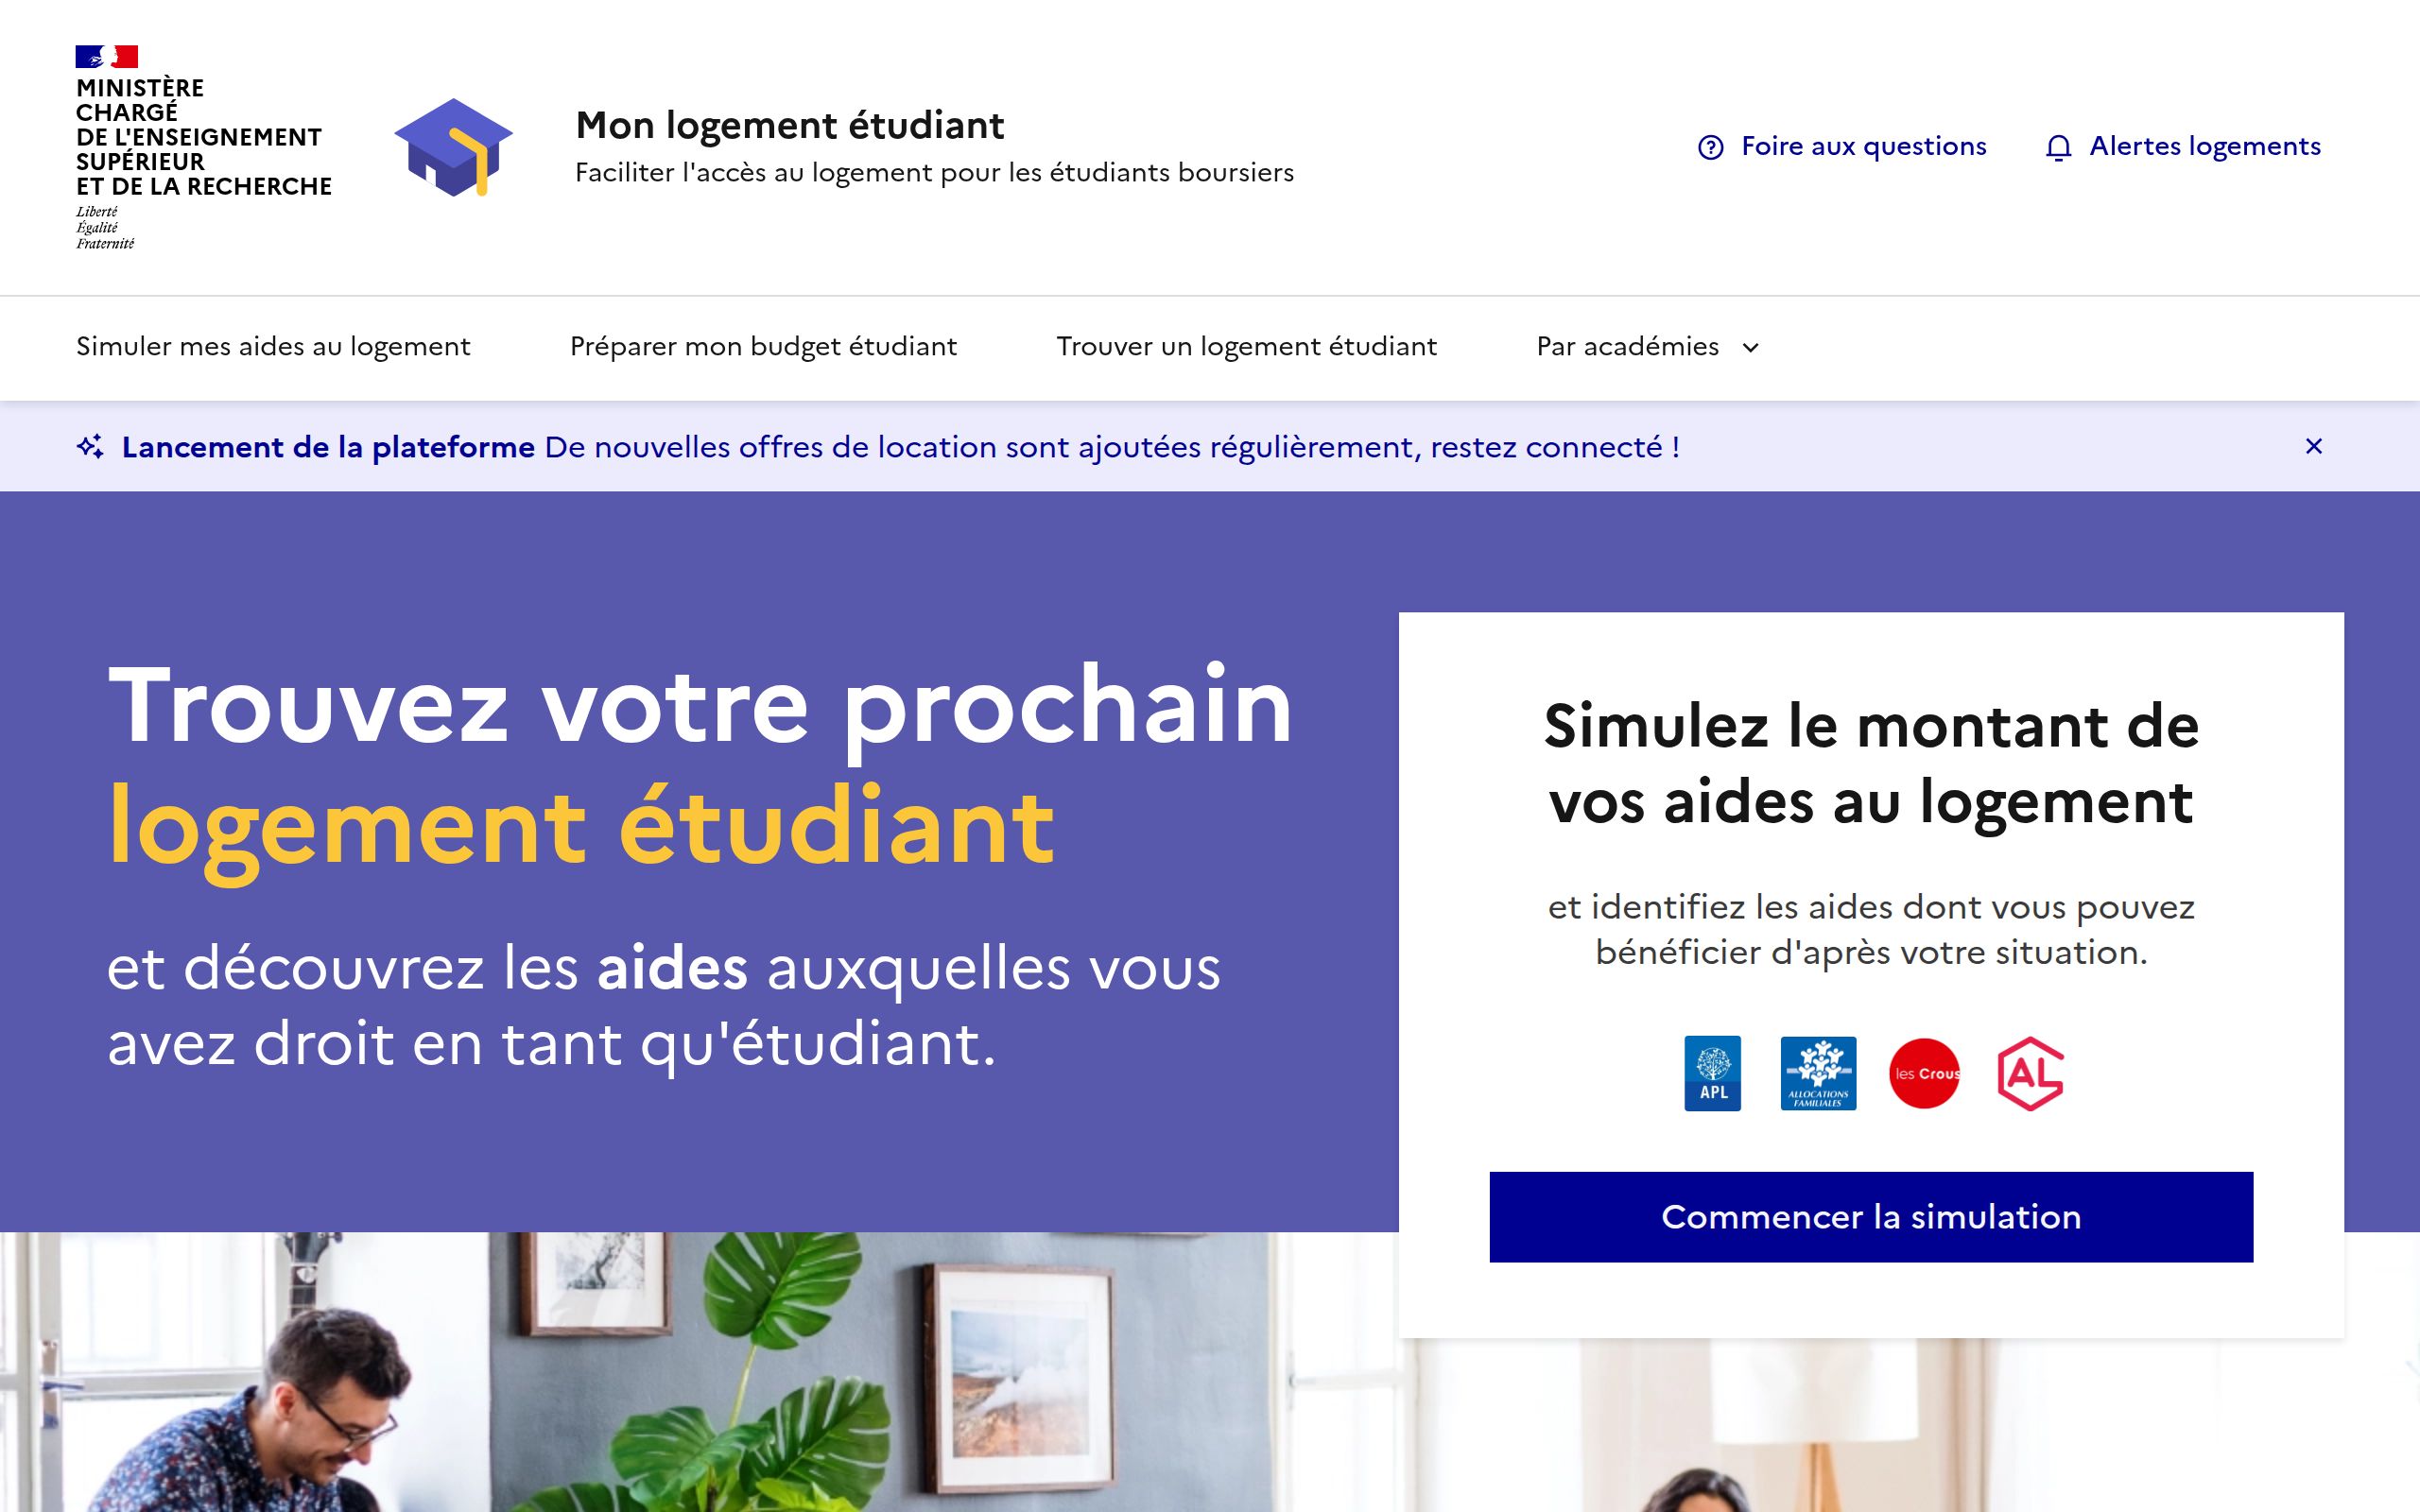 MINISTÈRE
CHARGÉ
DE L'ENSEIGNEMENT
SUPÉRIEUR
ET DE LA RECHERCHE
Liberté
Égalité
Fraternité
Mon logement étudiant
Faciliter l'accès au logement pour les étudiants boursiers
Foire aux questions
Alertes logements
Simuler mes aides au logement
Préparer mon budget étudiant
Trouver un logement étudiant
Par académies
Lancement de la plateforme De nouvelles offres de location sont ajoutées régulièrement, restez connecté !
Trouvez votre prochain
logement étudiant
et découvrez les aides auxquelles vous
avez droit en tant qu'étudiant.
Simulez le montant de
vos aides au logement
et identifiez les aides dont vous pouvez
bénéficier d'après votre situation.
APL
ALLOCATIONS
FAMILIALES
les Crous
AL
Commencer la simulation